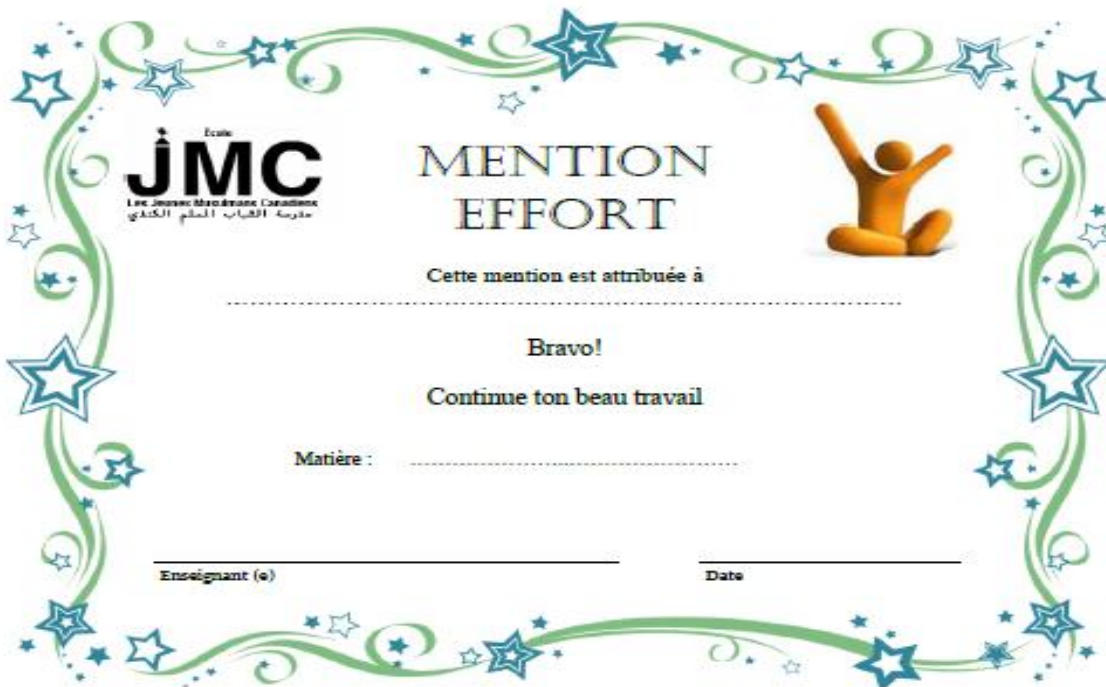 École
JMC
Les Jeunes Musulmans Canadiens
مدرسة الشباب المسلم الكندي
MENTION
EFFORT
Cette mention est attribuée à
Bravo!
Continue ton beau travail
Matière :
Enseignant (e)
Date